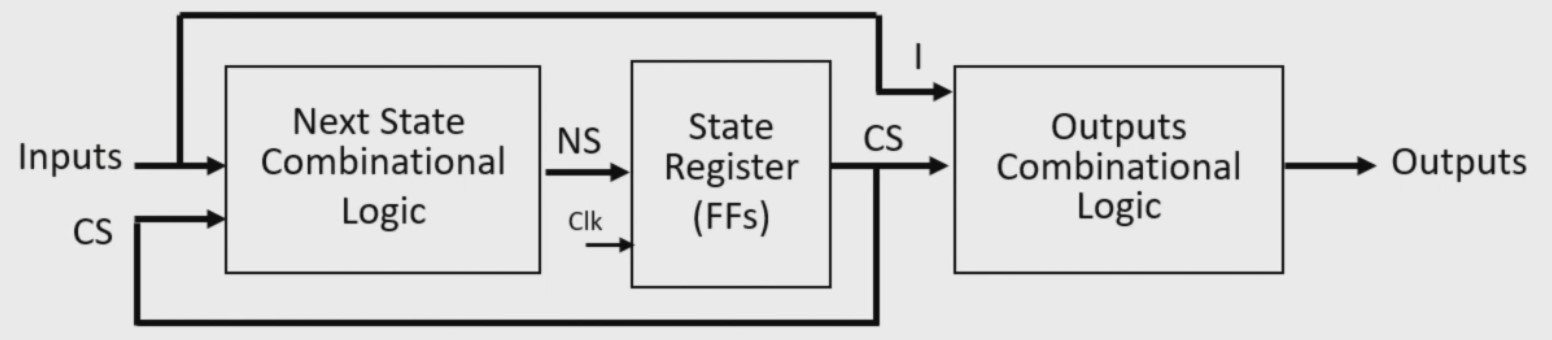 Inputs
CS
Next State
Combinational
Logic
NS
Clk
State
Register
(FFs)
I
CS
Outputs
Combinational
Logic
Outputs